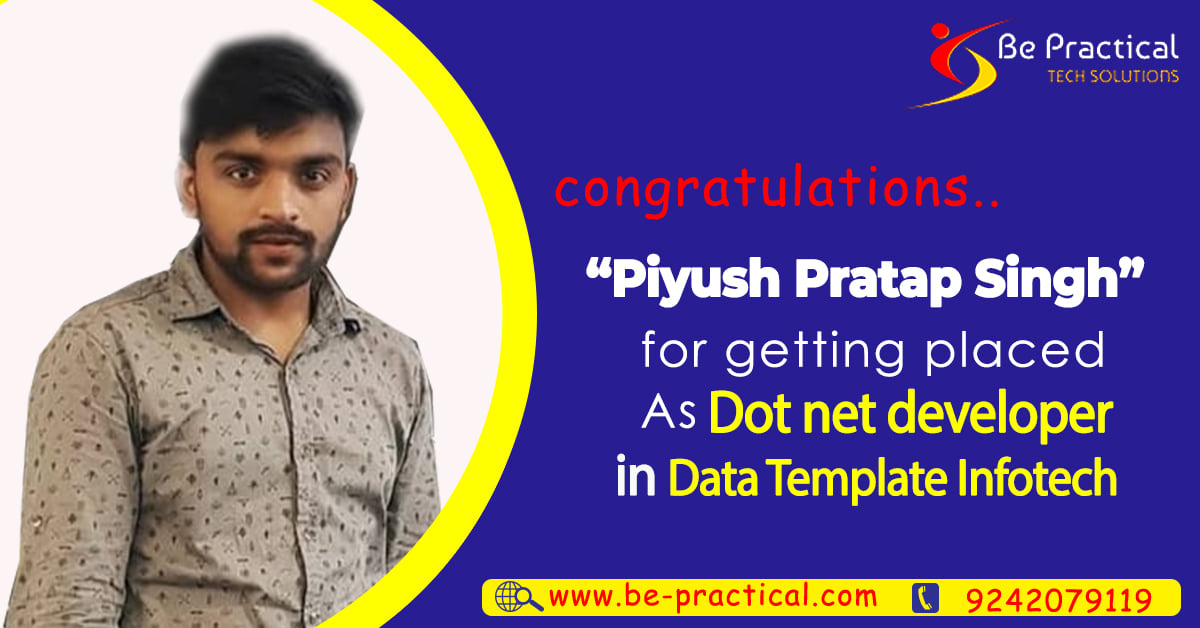 Be Practical
TECH SOLUTIONS
congratulations..
“Piyush Pratap Singh”
for getting placed
As Dot net developer
in Data Template Infotech
www.be-practical.com 9242079119